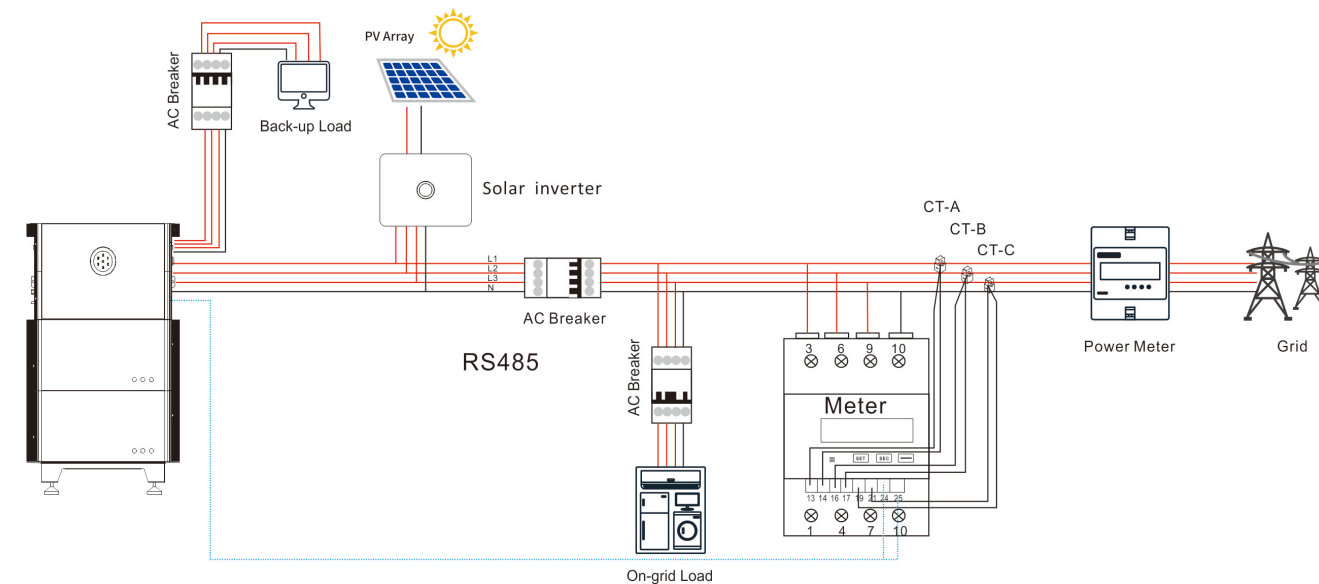 PV Array
AC Breaker
Back-up Load
Solar inverter
CT-A
CT-B
CT-C
L1
L2
L3
N
AC Breaker
RS485
Power Meter
Grid
3 6 9 10
AC Breaker
Meter
SET SEC
13 14 16 17 19 21 24 25
1 4 7 10
On-grid Load